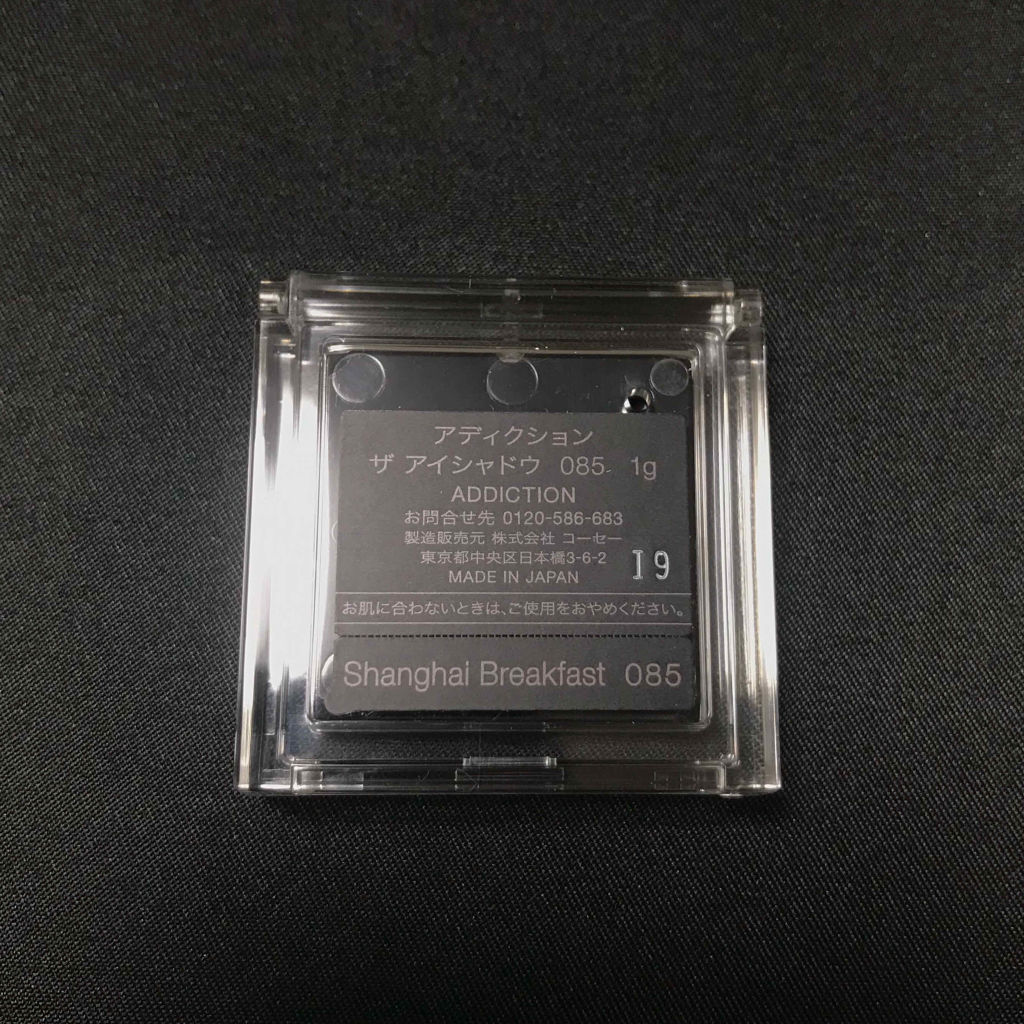 アディクション
ザ アイシャドウ 085 1g
ADDICTION
お問合せ先 0120-586-683
製造販売元 株式会社 コーセー
東京都中央区日本橋3-6-2
MADE IN JAPAN
I9
お肌に合わないときは、ご使用をおやめください。
Shanghai Breakfast 085